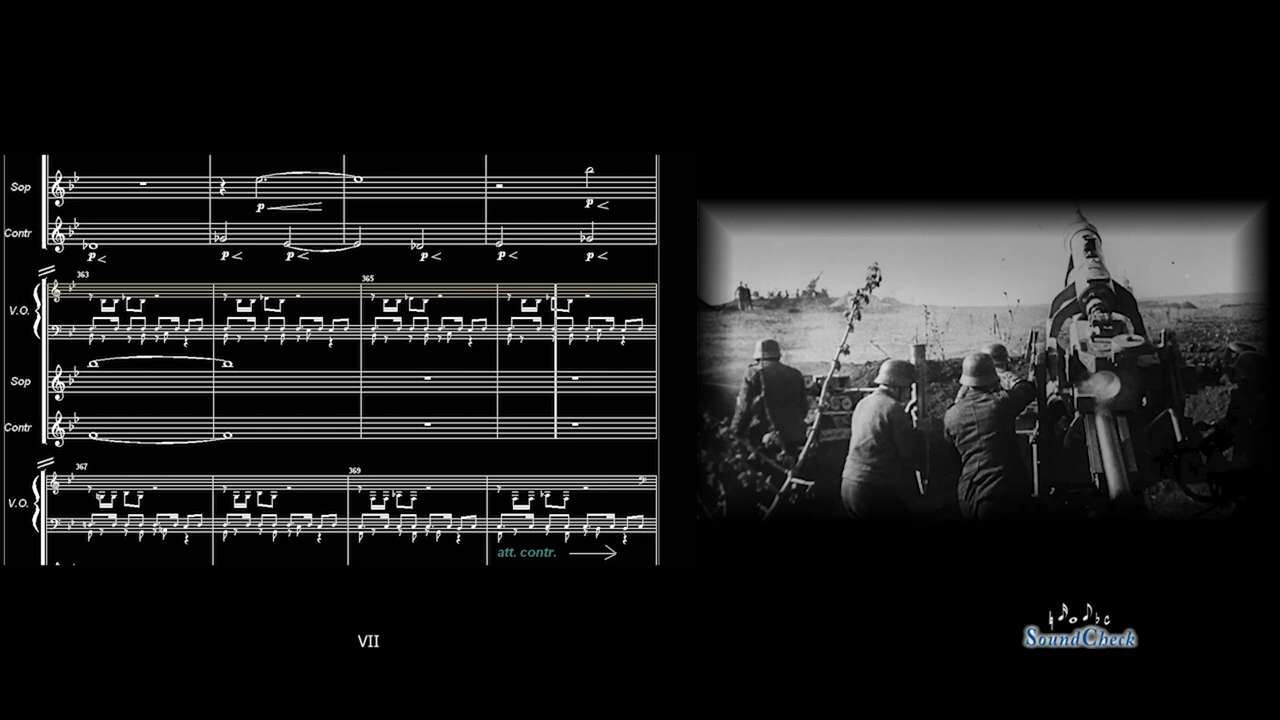 Sop
p
Contr
p p p p p p
363 365
V.O.
Sop
Contr
367 369
V.O.
att. contr.
VII
SoundCheck